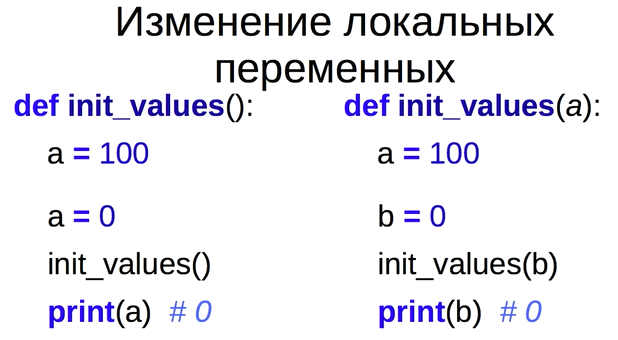 Изменение локальных
переменных
def init_values():
a = 100
a = 0
init_values()
print(a) # 0
def init_values(a):
a = 100
b = 0
init_values(b)
print(b) # 0